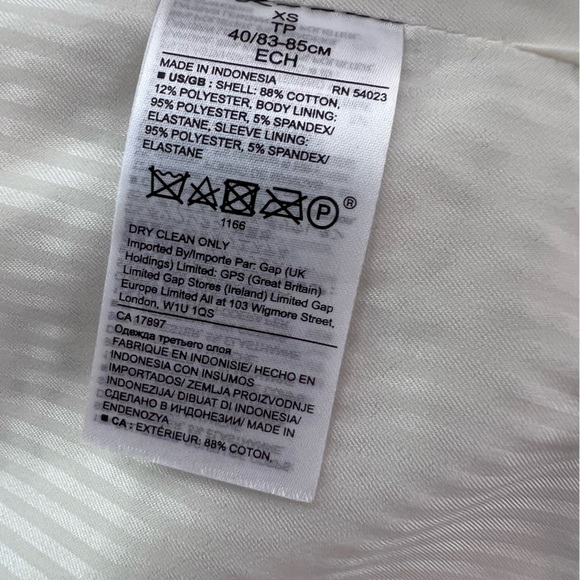 XS
TP
40/83-85CM
ECH
MADE IN INDONESIA RN 54023
■ US/GB : SHELL: 88% COTTON,
12% POLYESTER, BODY LINING:
95% POLYESTER, 5% SPANDEX/
ELASTANE, SLEEVE LINING:
95% POLYESTER, 5% SPANDEX/
ELASTANE
P ®
1166
DRY CLEAN ONLY
Imported By/Importe Par: Gap (UK
Holdings) Limited: GPS (Great Britain)
Limited Gap Stores (Ireland) Limited Gap
Europe Limited All at 103 Wigmore Street,
London, W1U 1QS
CA 17897
Одежда третьего слоя
FABRIQUE EN INDONISIE/ HECHO EN
INDONESIA CON INSUMOS
IMPORTADOS/ ZEMLJA PROIZVODNJE
INDONEZIJA/ DIBUAT DI INDONESIA/
СДЕЛАНО В ИНДОНЕЗИИ/ MADE IN
ENDENOZYA
■ CA : EXTÉRIEUR: 88% COTON,